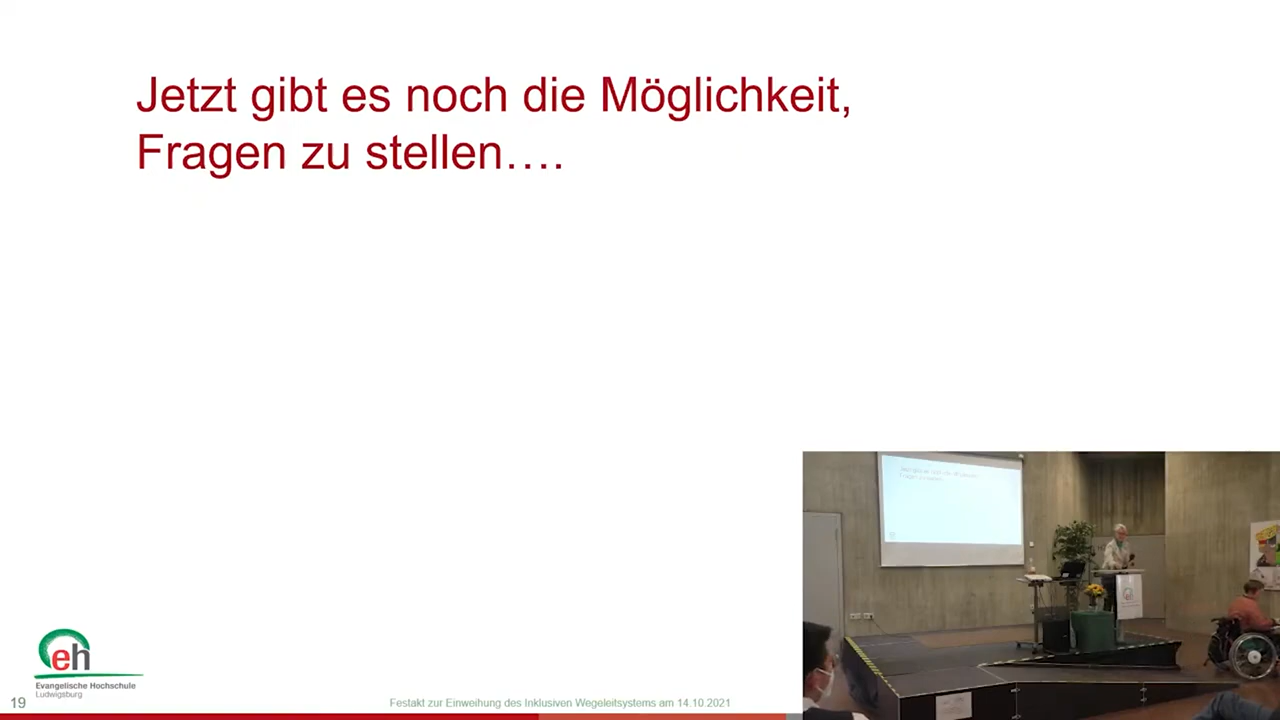 Jetzt gibt es noch die Möglichkeit,
Fragen zu stellen….
eh
Evangelische Hochschule
Ludwigsburg
19
Festakt zur Einweihung des Inklusiven Wegeleitsystems am 14.10.2021
eh